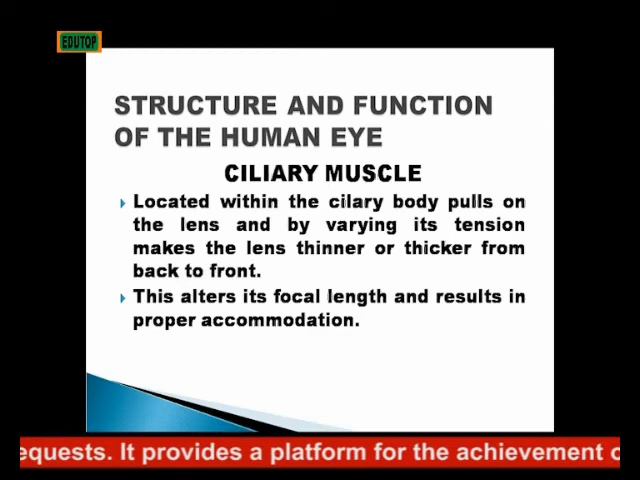 EDUTOP
STRUCTURE AND FUNCTION
OF THE HUMAN EYE
CILIARY MUSCLE
Located within the cilary body pulls on
the lens and by varying its tension
makes the lens thinner or thicker from
back to front.
This alters its focal length and results in
proper accommodation.
equests. It provides a platform for the achievement o